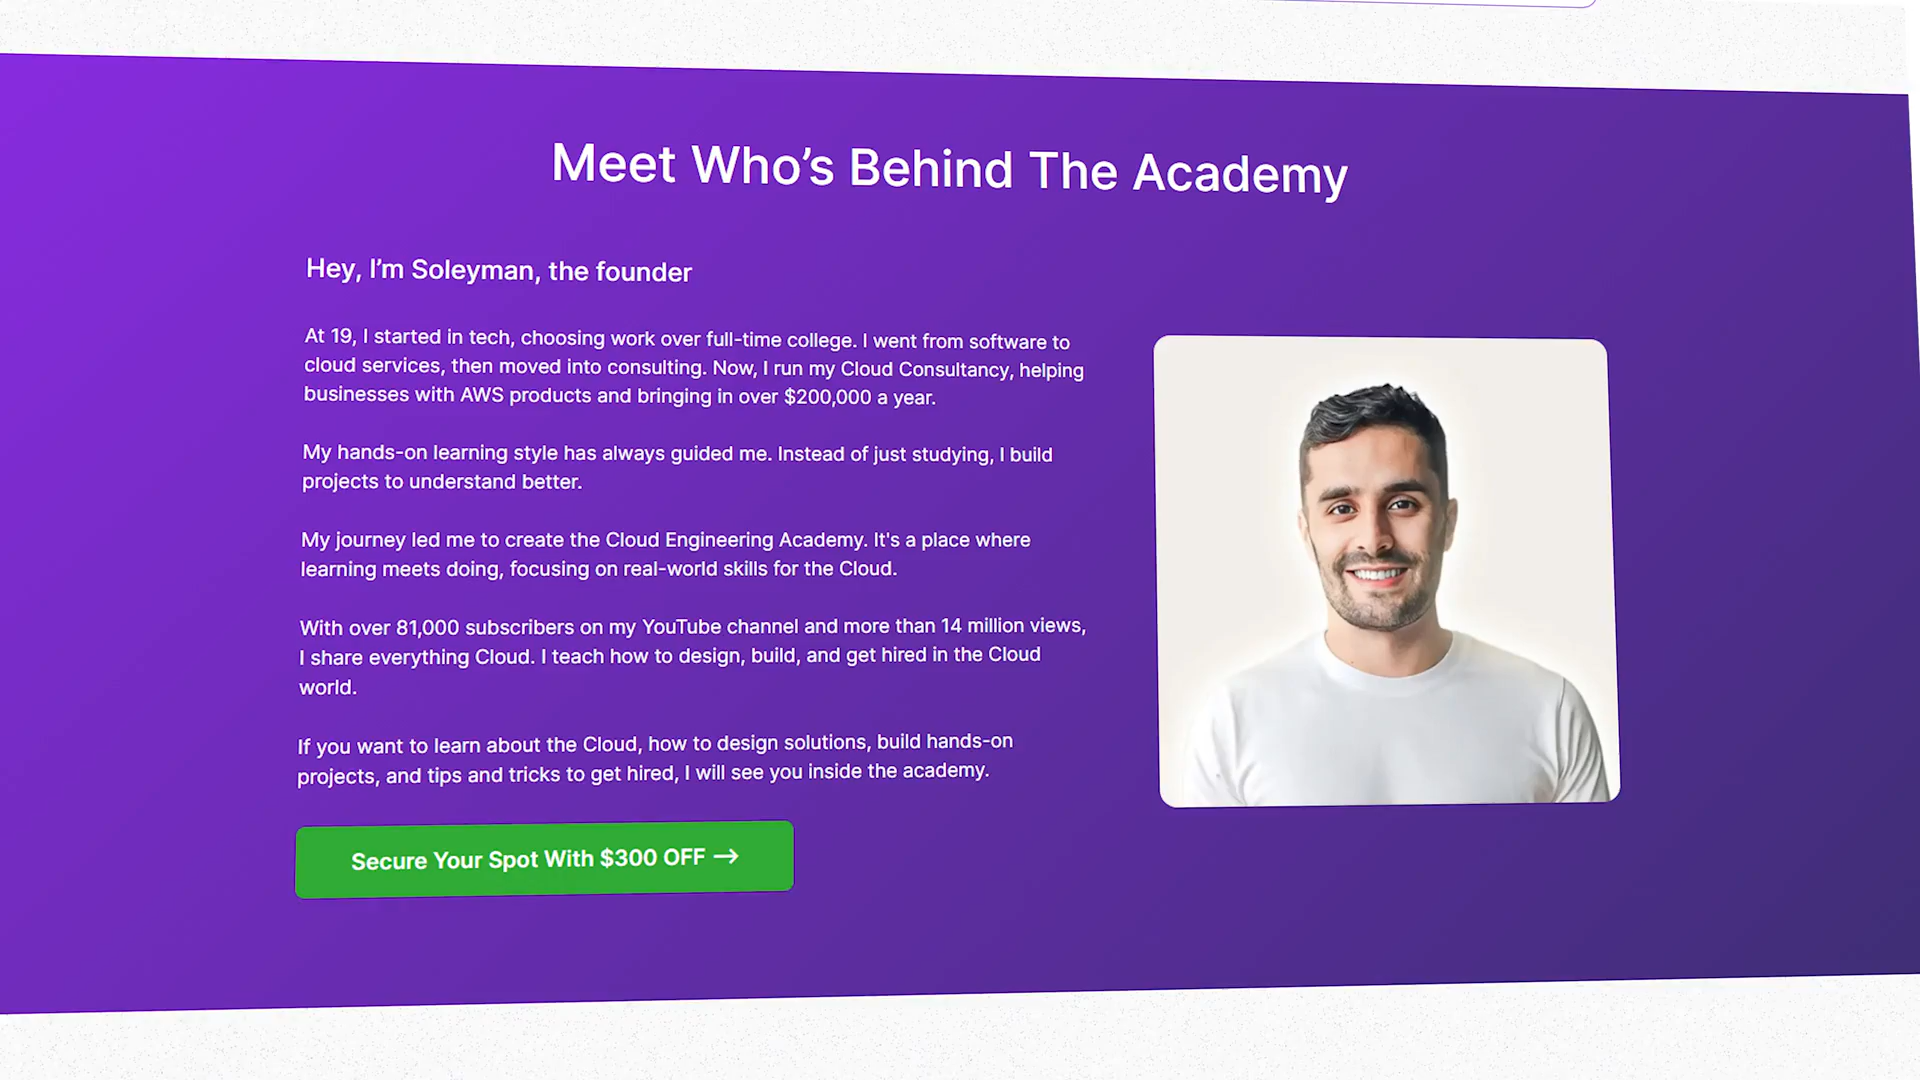 Meet Who’s Behind The Academy
Hey, I’m Soleyman, the founder
At 19, I started in tech, choosing work over full-time college. I went from software to
cloud services, then moved into consulting. Now, I run my Cloud Consultancy, helping
businesses with AWS products and bringing in over $200,000 a year.
My hands-on learning style has always guided me. Instead of just studying, I build
projects to understand better.
My journey led me to create the Cloud Engineering Academy. It's a place where
learning meets doing, focusing on real-world skills for the Cloud.
With over 81,000 subscribers on my YouTube channel and more than 14 million views,
I share everything Cloud. I teach how to design, build, and get hired in the Cloud
world.
If you want to learn about the Cloud, how to design solutions, build hands-on
projects, and tips and tricks to get hired, I will see you inside the academy.
Secure Your Spot With $300 OFF →